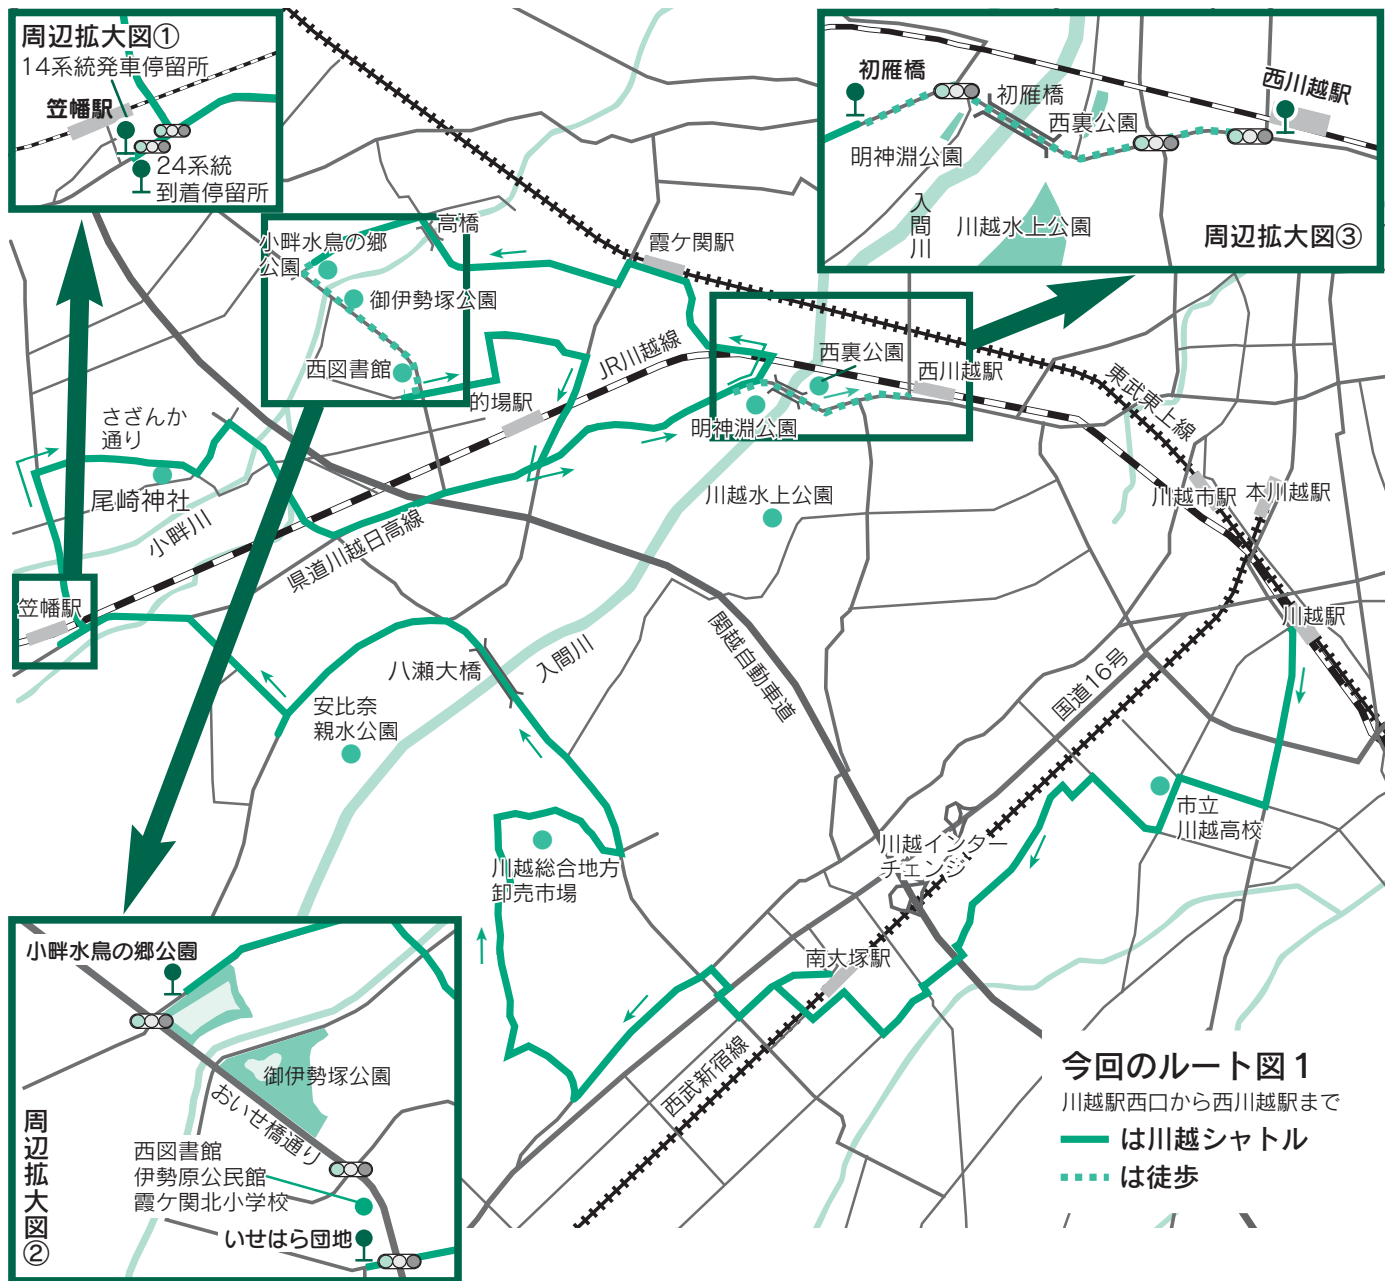 周辺拡大図①
14系統発車停留所
笠幡駅
24系統
到着停留所
初雁橋
初雁橋
西川越駅
西裏公園
明神淵公園
入間川
川越水上公園
周辺拡大図③
高橋
小畔水鳥の郷
公園
御伊勢塚公園
西図書館
霞ケ関駅
JR川越線
的場駅
西裏公園
西川越駅
明神淵公園
東武東上線
さざんか
通り
尾崎神社
小畔川
県道川越日高線
川越水上公園
川越市駅
本川越駅
笠幡駅
川越駅
八瀬大橋
入間川
関越自動車道
国道16号
安比奈
親水公園
市立
川越高校
川越総合地方
卸売市場
川越インター
チェンジ
南大塚駅
西武新宿線
小畔水鳥の郷公園
御伊勢塚公園
おいせ橋通り
周辺拡大図②
西図書館
伊勢原公民館
霞ケ関北小学校
いせはら団地
今回のルート図1
川越駅西口から西川越駅まで
は川越シャトル
は徒歩